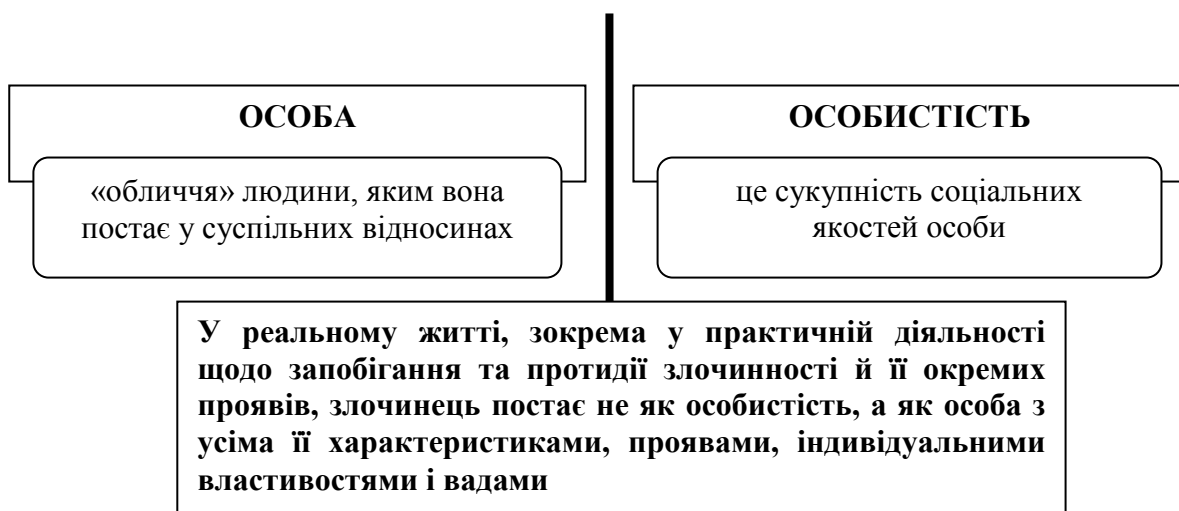 ОСОБА
«обличчя» людини, яким вона
постає у суспільних відносинах
ОСОБИСТІСТЬ
це сукупність соціальних
якостей особи
У реальному житті, зокрема у практичній діяльності
щодо запобігання та протидії злочинності й її окремих
проявів, злочинець постає не як особистість, а як особа з
усіма її характеристиками, проявами, індивідуальними
властивостями і вадами